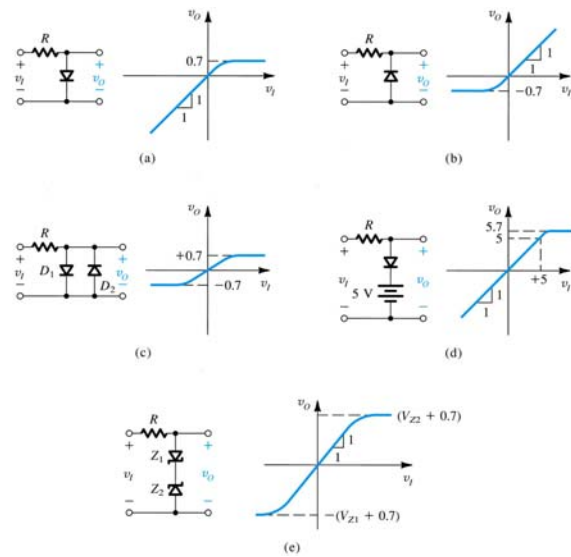 R
+
v_I
−
+
v_O
−
v_O
0.7
1
1
v_I
(a)
R
+
v_I
−
+
v_O
−
v_O
1
1
−0.7
v_I
(b)
R
+
v_I
−
D_1
D_2
+
v_O
−
v_O
+0.7
−0.7
v_I
(c)
R
+
v_I
−
5 V
+
v_O
−
v_O
5.7
5
+5
v_I
1
1
(d)
R
+
v_I
−
Z_1
Z_2
+
v_O
−
v_O
(V_Z2 + 0.7)
1
1
v_I
−(V_Z1 + 0.7)
(e)